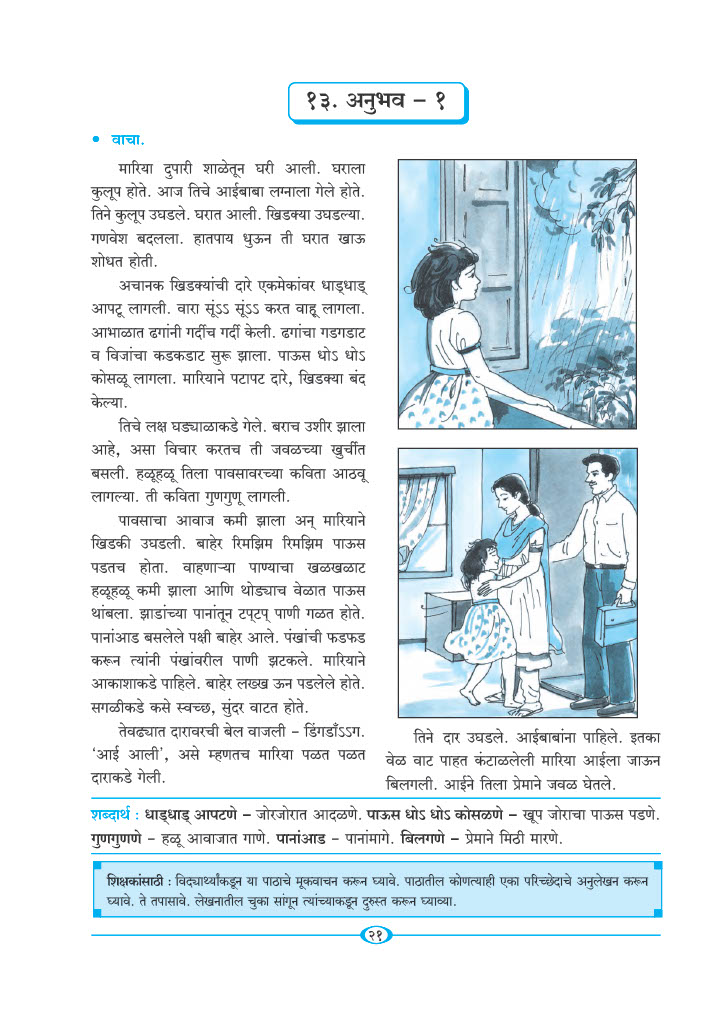 १३. अनुभव – १
• वाचा.
मारिया दुपारी शाळेतून घरी आली. घराला
कुलूप होते. आज तिचे आईबाबा लग्नाला गेले होते.
तिने कुलूप उघडले. घरात आली. खिडक्या उघडल्या.
गणवेश बदलला. हातपाय धुऊन ती घरात खाऊ
शोधत होती.
अचानक खिडक्यांची दारे एकमेकांवर धाड्धाड्
आपटू लागली. वारा सूंऽऽ सूंऽऽ करत वाहू लागला.
आभाळात ढगांनी गर्दीच गर्दी केली. ढगांचा गडगडाट
व विजांचा कडकडाट सुरू झाला. पाऊस धोऽ धोऽ
कोसळू लागला. मारियाने पटापट दारे, खिडक्या बंद
केल्या.
तिचे लक्ष घड्याळाकडे गेले. बराच उशीर झाला
आहे, असा विचार करतच ती जवळच्या खुर्चीत
बसली. हळूहळू तिला पावसावरच्या कविता आठवू
लागल्या. ती कविता गुणगुणू लागली.
पावसाचा आवाज कमी झाला अन् मारियाने
खिडकी उघडली. बाहेर रिमझिम रिमझिम पाऊस
पडतच होता. वाहणाऱ्या पाण्याचा खळखळाट
हळूहळू कमी झाला आणि थोड्याच वेळात पाऊस
थांबला. झाडांच्या पानांतून टप्टप् पाणी गळत होते.
पानांआड बसलेले पक्षी बाहेर आले. पंखांची फडफड
करून त्यांनी पंखांवरील पाणी झटकले. मारियाने
आकाशाकडे पाहिले. बाहेर लख्ख ऊन पडलेले होते.
सगळीकडे कसे स्वच्छ, सुंदर वाटत होते.
तेवढ्यात दारावरची बेल वाजली – डिंगडाँऽऽग.
‘आई आली’, असे म्हणतच मारिया पळत पळत
दाराकडे गेली.
तिने दार उघडले. आईबाबांना पाहिले. इतका
वेळ वाट पाहत कंटाळलेली मारिया आईला जाऊन
बिलगली. आईने तिला प्रेमाने जवळ घेतले.
शब्दार्थ : धाड्धाड् आपटणे – जोरजोरात आदळणे. पाऊस धोऽ धोऽ कोसळणे – खूप जोराचा पाऊस पडणे.
गुणगुणणे – हळू आवाजात गाणे. पानांआड – पानांमागे. बिलगणे – प्रेमाने मिठी मारणे.
शिक्षकांसाठी : विद्यार्थ्यांकडून या पाठाचे मूकवाचन करून घ्यावे. पाठातील कोणत्याही एका परिच्छेदाचे अनुलेखन करून
घ्यावे. ते तपासावे. लेखनातील चुका सांगून त्यांच्याकडून दुरुस्त करून घ्याव्या.
२१